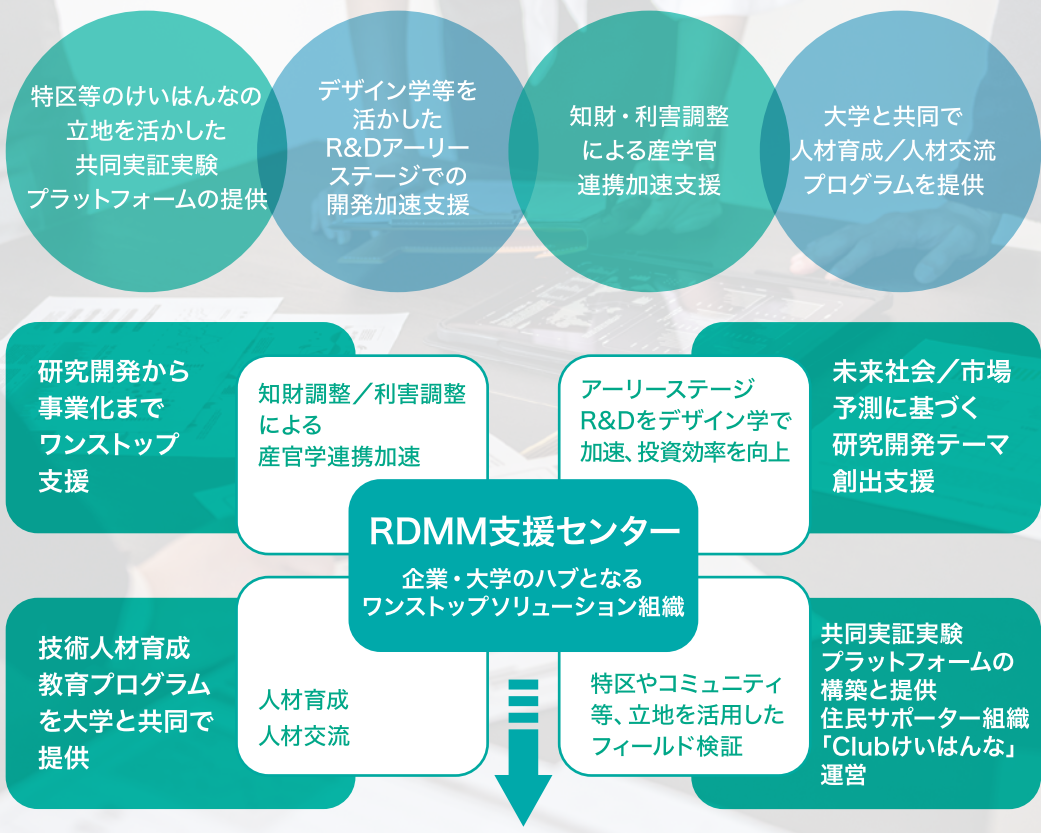 特区等のけいはんなの
立地を活かした
共同実証実験
プラットフォームの提供
デザイン学等を
活かした
R&Dアーリー
ステージでの
開発加速支援
知財・利害調整
による産学官
連携加速支援
大学と共同で
人材育成／人材交流
プログラムを提供
研究開発から
事業化まで
ワンストップ
支援
知財調整／利害調整
による
産官学連携加速
アーリーステージ
R&Dをデザイン学で
加速、投資効率を向上
未来社会／市場
予測に基づく
研究開発テーマ
創出支援
RDMM支援センター
企業・大学のハブとなる
ワンストップソリューション組織
技術人材育成
教育プログラム
を大学と共同で
提供
人材育成
人材交流
特区やコミュニティ
等、立地を活用した
フィールド検証
共同実証実験
プラットフォームの
構築と提供
住民サポーター組織
「Clubけいはんな」
運営